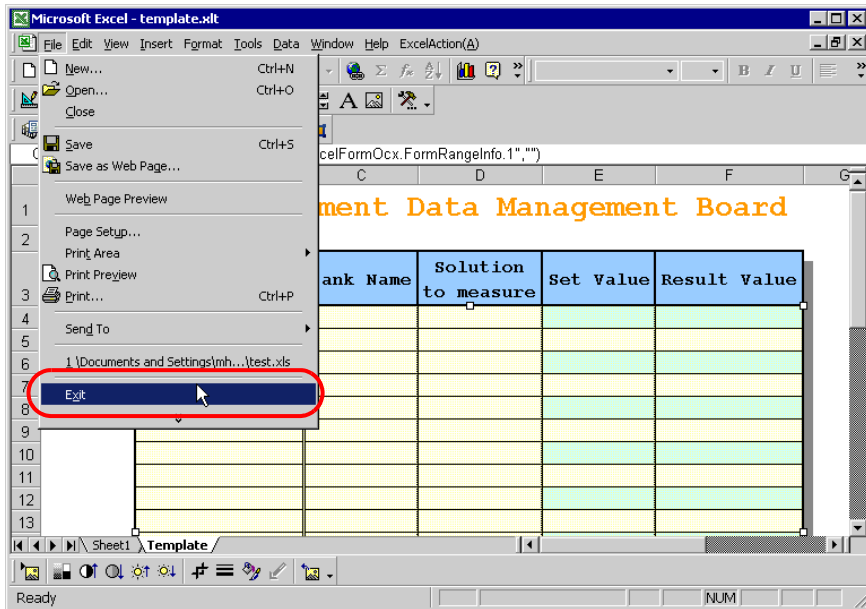 Microsoft Excel - template.xlt
File Edit View Insert Format Tools Data Window Help ExcelAction(A)
New... Ctrl+N
Open... Ctrl+O
Close
Save Ctrl+S
Save as Web Page...
Web Page Preview
Page Setup...
Print Area
Print Preview
Print... Ctrl+P
Send To
1 \Documents and Settings\mh...\test.xls
Exit
B I U
celFormOcx.FormRangeInfo.1","")
C D E F G
1 ment Data Management Board
2
3 ank Name Solution to measure Set Value Result Value
4
5
6
7
8
9
10
11
12
13
Sheet1 Template
Ready NUM